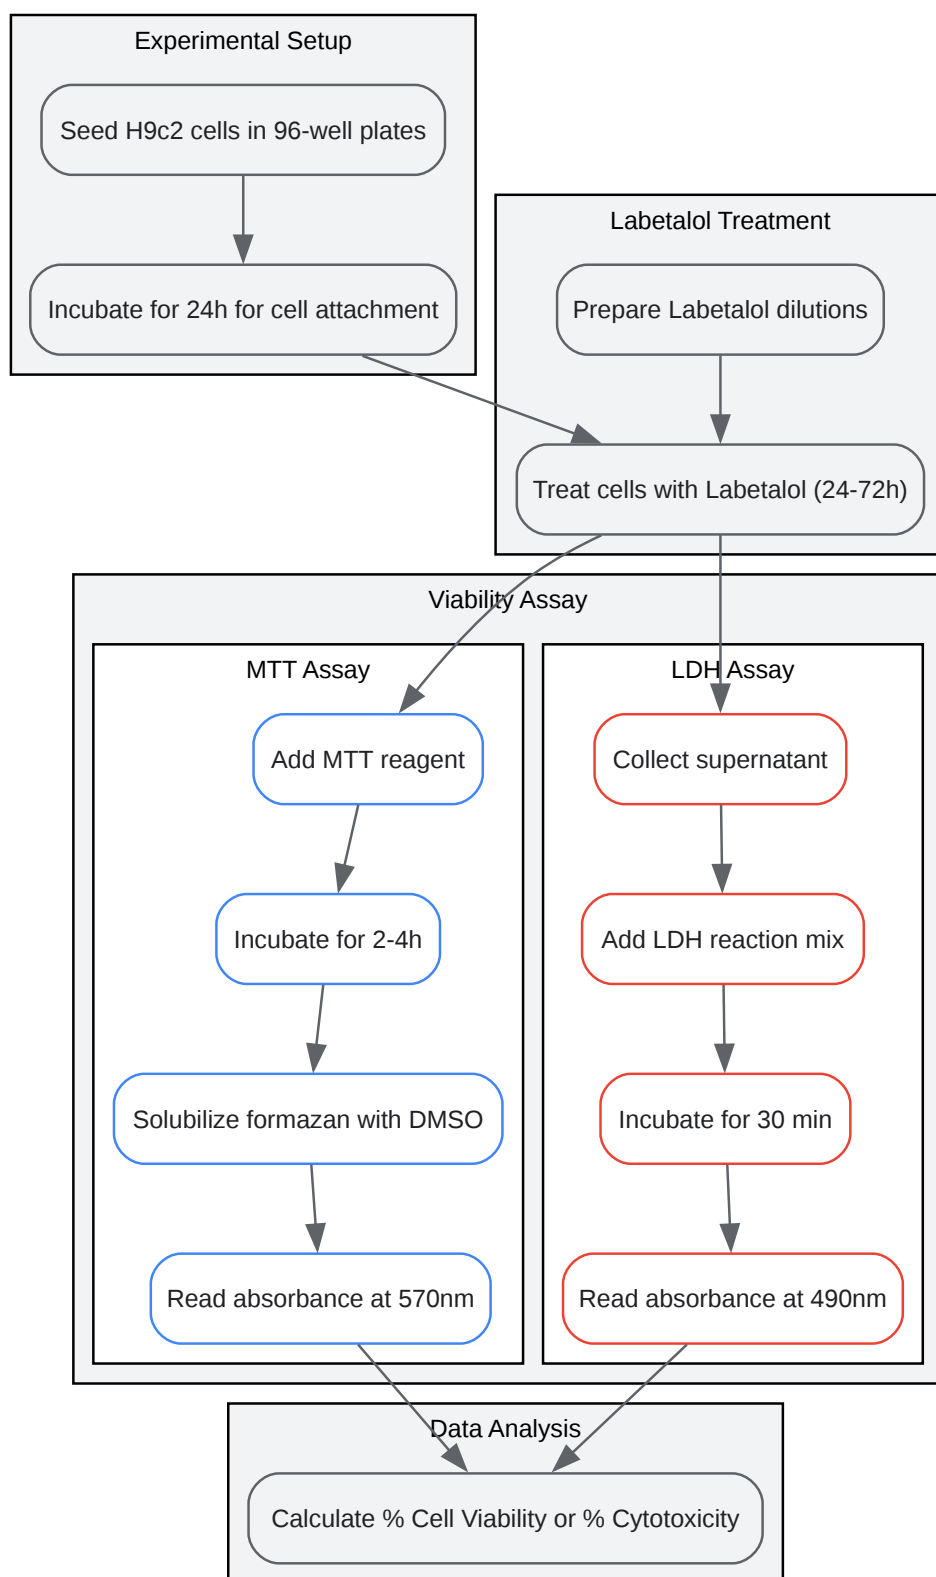 Experimental Setup
Seed H9c2 cells in 96-well plates
Incubate for 24h for cell attachment
Labetalol Treatment
Prepare Labetalol dilutions
Treat cells with Labetalol (24-72h)
Viability Assay
MTT Assay
Add MTT reagent
Incubate for 2-4h
Solubilize formazan with DMSO
Read absorbance at 570nm
LDH Assay
Collect supernatant
Add LDH reaction mix
Incubate for 30 min
Read absorbance at 490nm
Data Analysis
Calculate % Cell Viability or % Cytotoxicity